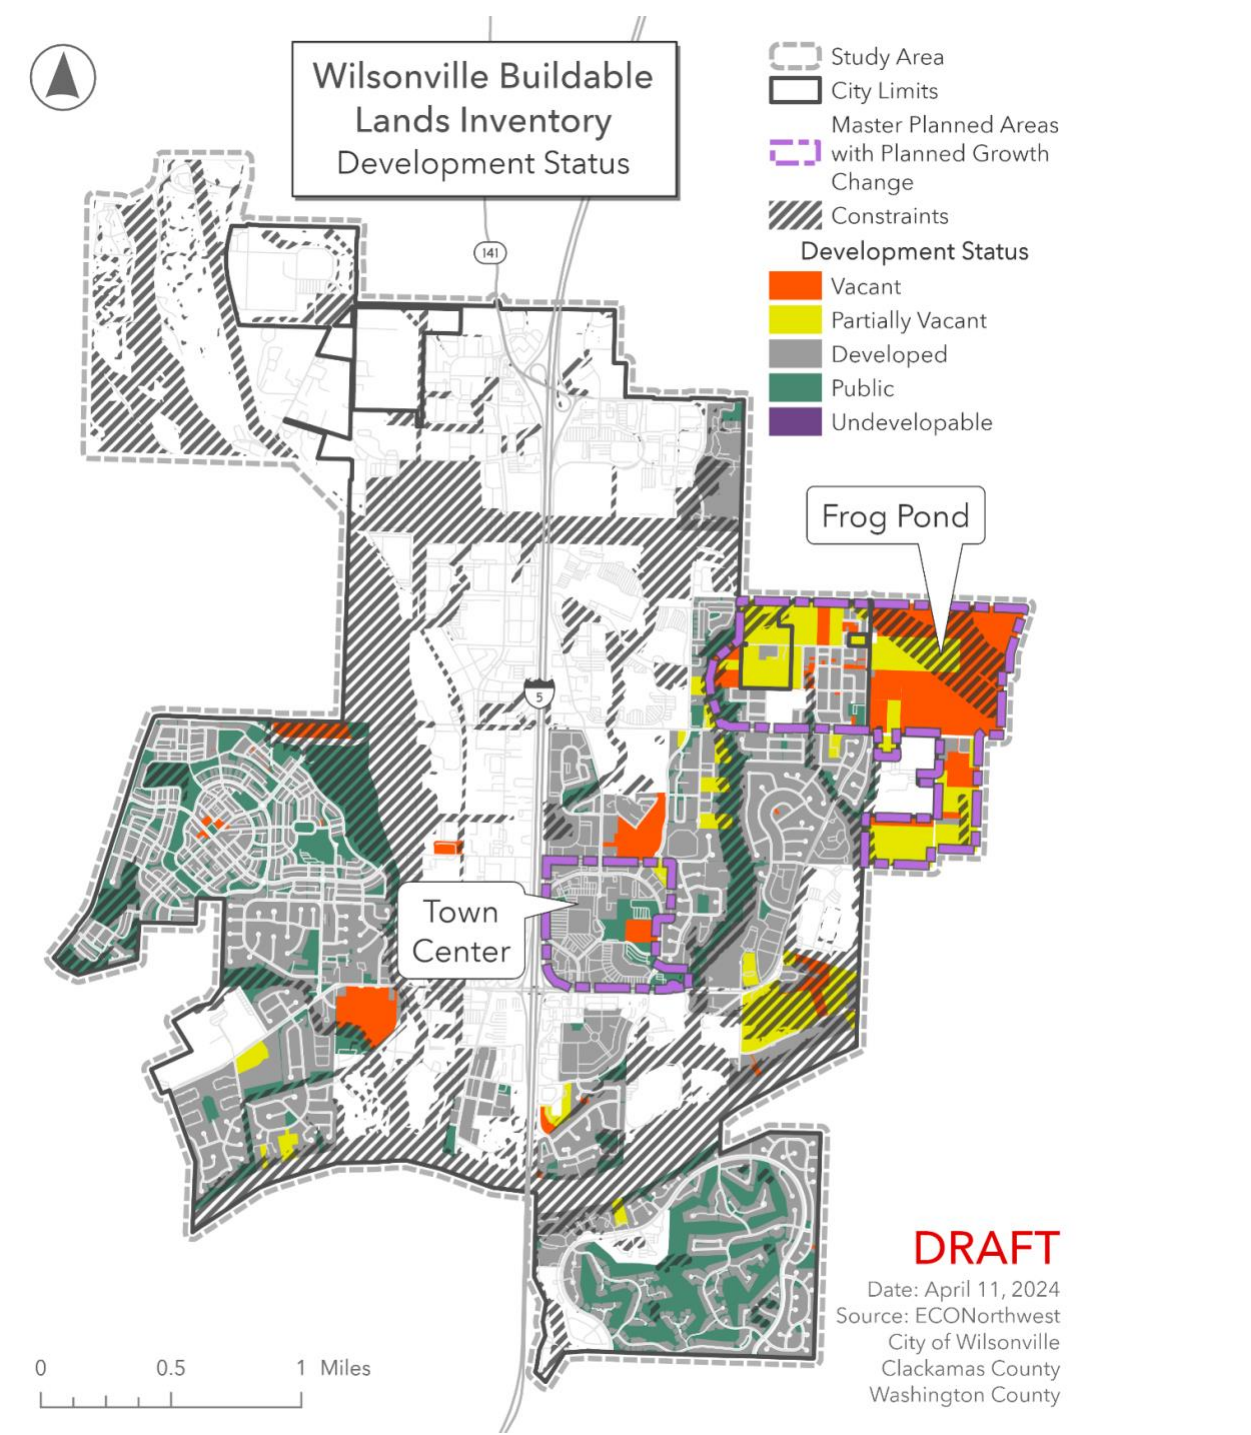 Wilsonville Buildable
Lands Inventory
Development Status
Study Area
City Limits
Master Planned Areas
with Planned Growth
Change
Constraints
Development Status
Vacant
Partially Vacant
Developed
Public
Undevelopable
141
Frog Pond
5
Town
Center
DRAFT
Date: April 11, 2024
Source: ECONorthwest
City of Wilsonville
Clackamas County
Washington County
0 0.5 1 Miles